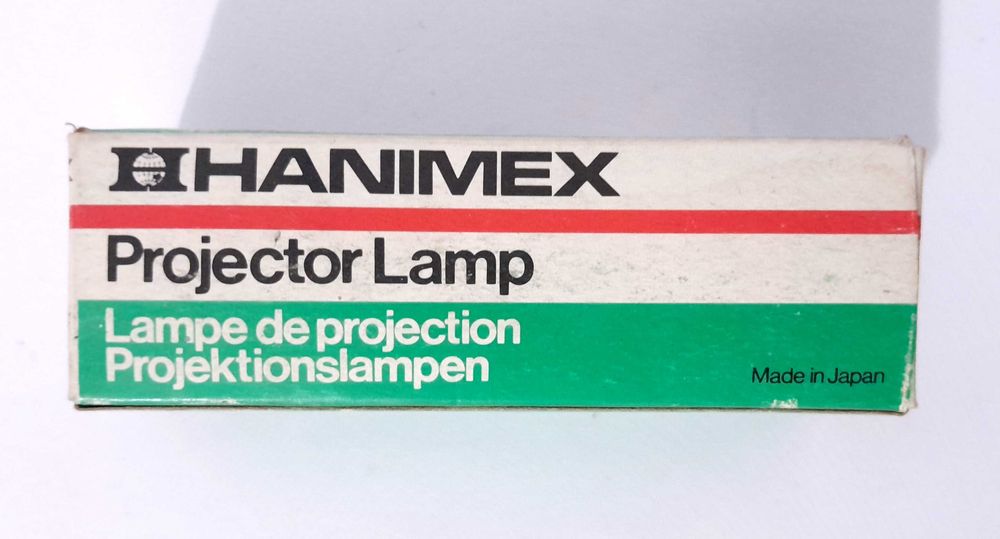 HANIMEX
Projector Lamp
Lampe de projection
Projektionslampen
Made in Japan